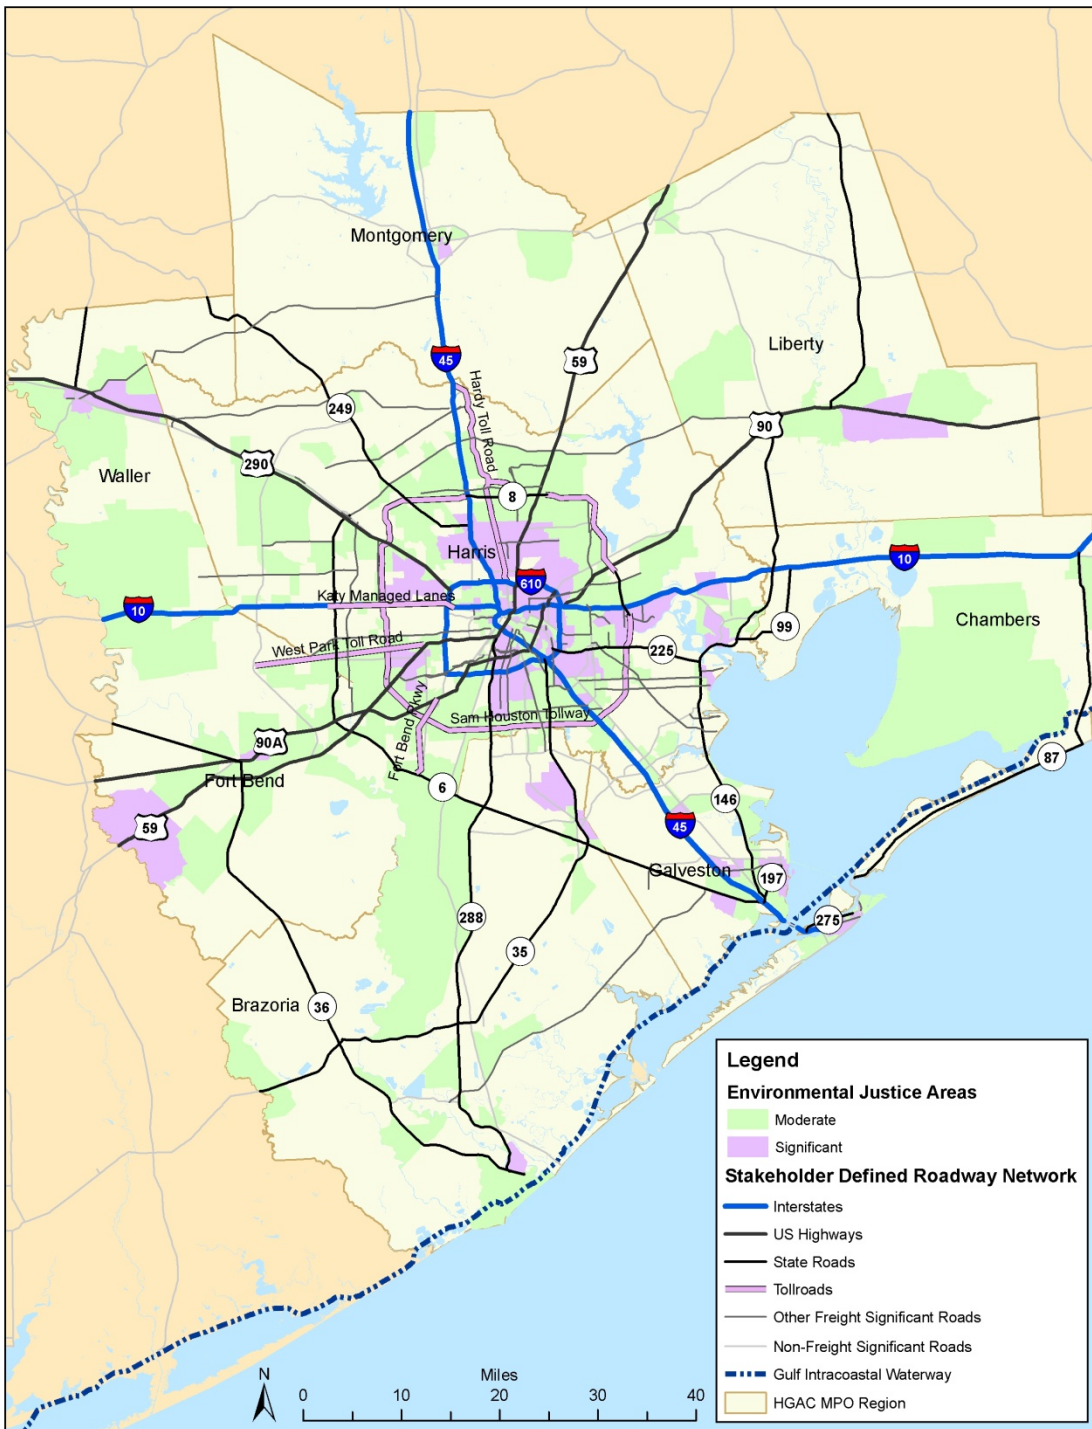 Montgomery
Liberty
45
59
Hardy Toll Road
249
90
290
Waller
8
Harris
10
610
Katy Managed Lanes
10
Chambers
99
West Park Toll Road
225
Fort Bend Pkwy
Sam Houston Tollway
90A
Fort Bend
87
6
146
59
45
Galveston
197
288
275
35
Brazoria
36
Legend
Environmental Justice Areas
Moderate
Significant
Stakeholder Defined Roadway Network
Interstates
US Highways
State Roads
Tollroads
Other Freight Significant Roads
Non-Freight Significant Roads
Gulf Intracoastal Waterway
HGAC MPO Region
N
Miles
0 10 20 30 40